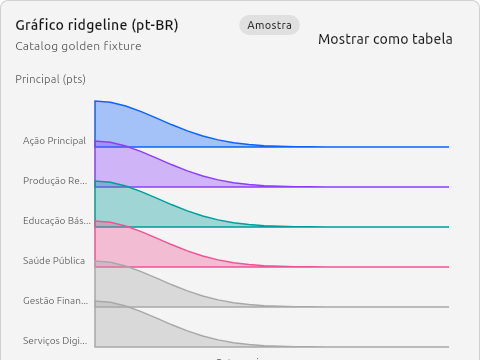 Gráfico ridgeline (pt-BR)
Amostra
Catalog golden fixture
Mostrar como tabela
Principal (pts)
Ação Principal
Produção Re...
Educação Bás...
Saúde Pública
Gestão Finan...
Serviços Digi...